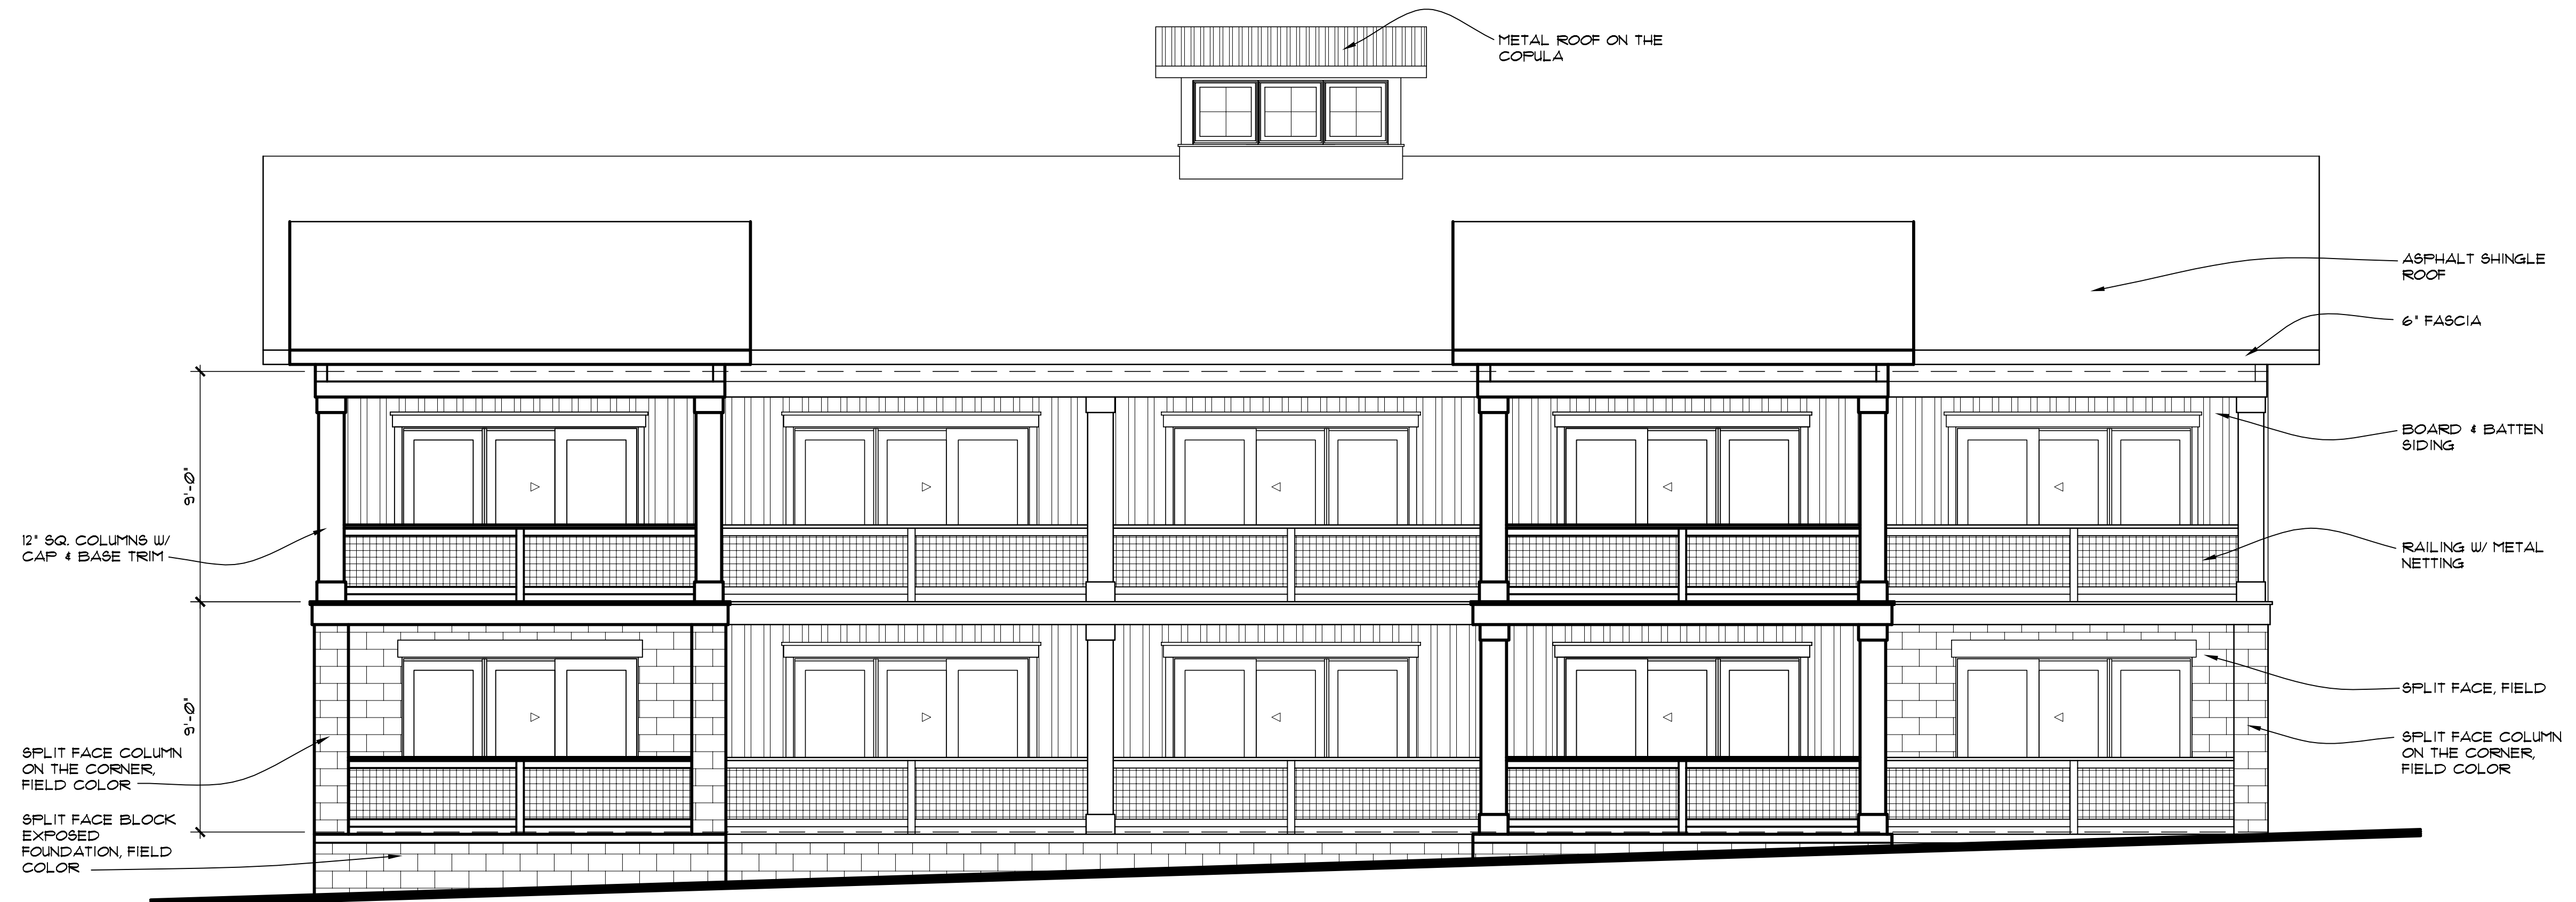 METAL ROOF ON THE
COPULA
ASPHALT SHINGLE
ROOF
6" FASCIA
BOARD & BATTEN
SIDING
9'-0"
12" SQ. COLUMNS W/
CAP & BASE TRIM
RAILING W/ METAL
NETTING
SPLIT FACE, FIELD
9'-0"
SPLIT FACE COLUMN
ON THE CORNER,
FIELD COLOR
SPLIT FACE COLUMN
ON THE CORNER,
FIELD COLOR
SPLIT FACE BLOCK
EXPOSED
FOUNDATION, FIELD
COLOR